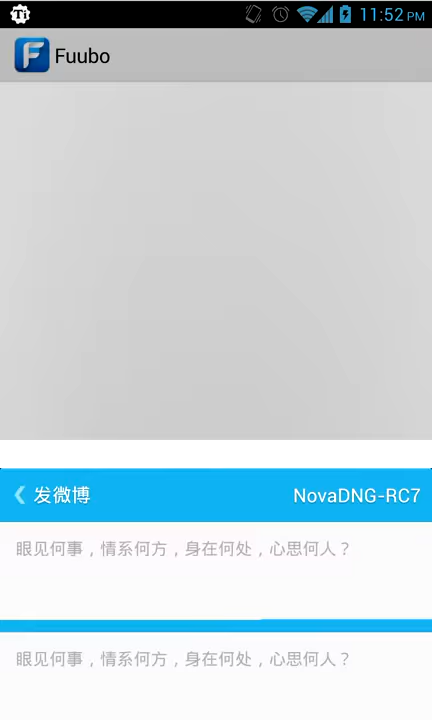 Ti
11:52 PM
F Fuubo
发微博
NovaDNG-RC7
眼见何事，情系何方，身在何处，心思何人？
眼见何事，情系何方，身在何处，心思何人？